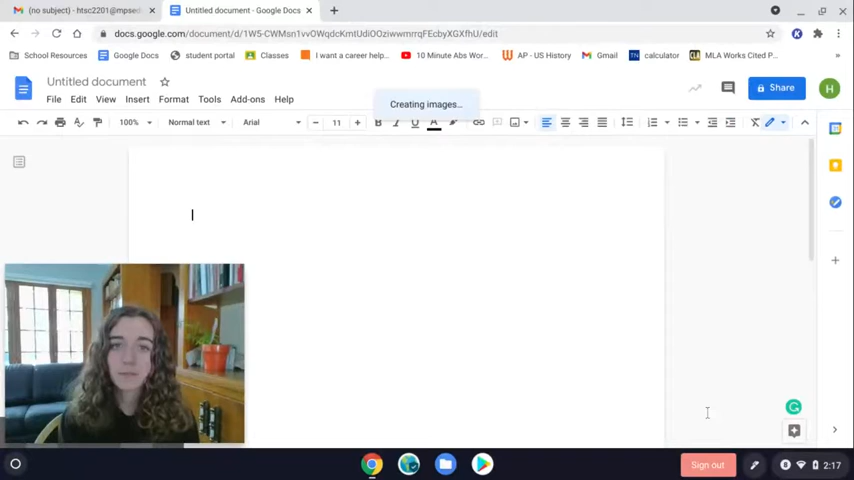 (no subject) - htsc2201@mpsed
Untitled document - Google Docs
docs.google.com/document/d/1W5-CWMsn1vvOWqdcKmtUdiOOziwwmrrqFEcbyXGXfhU/edit
School Resources
Google Docs
student portal
Classes
I want a career help...
10 Minute Abs Wor...
AP - US History
Gmail
calculator
MLA Works Cited P...
Untitled document
File Edit View Insert Format Tools Add-ons Help
Creating images...
Share
H
100%
Normal text
Arial
11
B I U A
Sign out
2:17